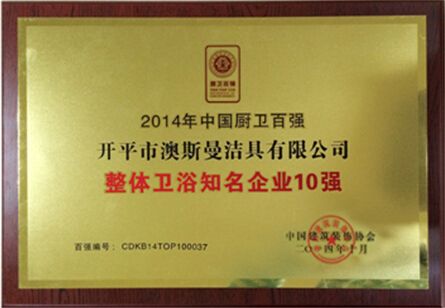 厨卫百强
2014年中国厨卫百强
开平市澳斯曼洁具有限公司
整体卫浴知名企业10强
百强编号：CDKB14TOP100037
中国建筑装饰协会
二〇一四年十月